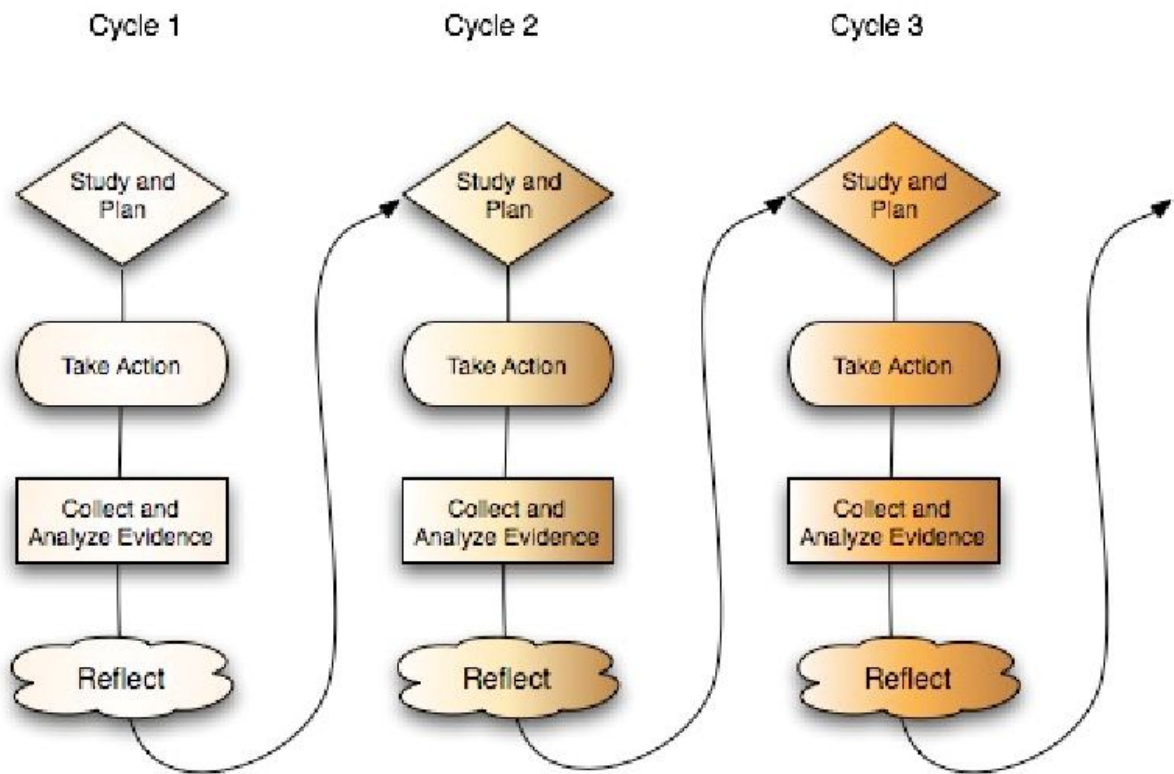 Cycle 1
Cycle 2
Cycle 3
Study and
Plan
Take Action
Collect and
Analyze Evidence
Reflect
Study and
Plan
Take Action
Collect and
Analyze Evidence
Reflect
Study and
Plan
Take Action
Collect and
Analyze Evidence
Reflect